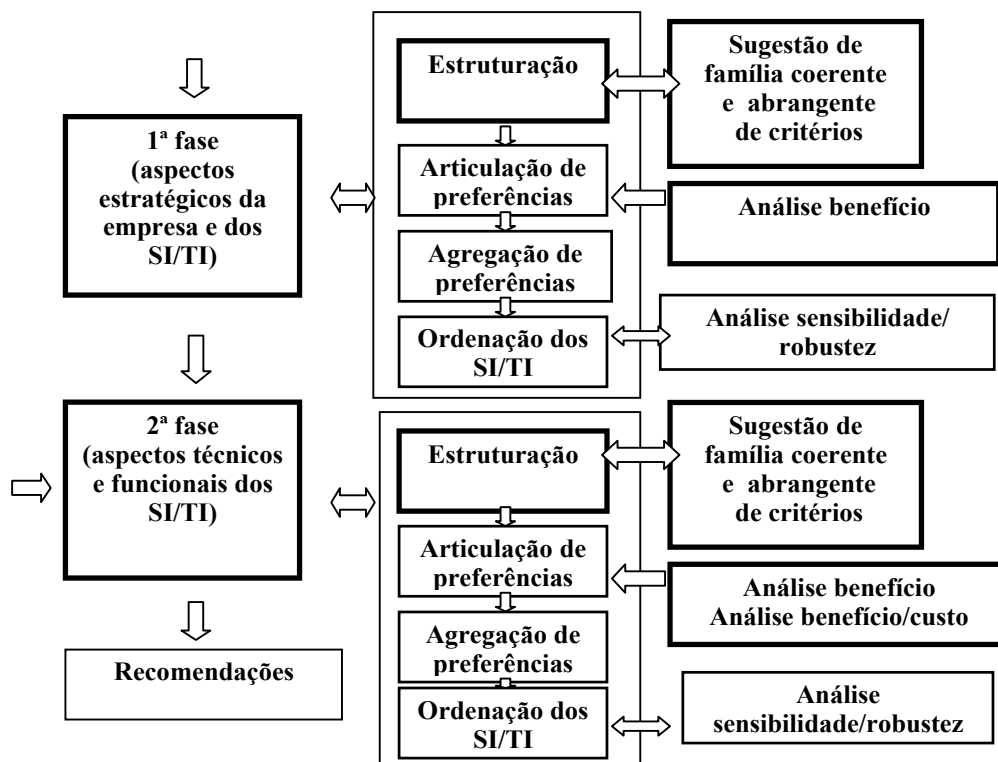 1ª fase
(aspectos
estratégicos da
empresa e dos
SI/TI)
Estruturação
Articulação de
preferências
Agregação de
preferências
Ordenação dos
SI/TI
Sugestão de
família coerente
e abrangente
de critérios
Análise benefício
Análise sensibilidade/
robustez
2ª fase
(aspectos técnicos
e funcionais dos
SI/TI)
Recomendações
Estruturação
Articulação de
preferências
Agregação de
preferências
Ordenação dos
SI/TI
Sugestão de
família coerente
e abrangente
de critérios
Análise benefício
Análise benefício/custo
Análise
sensibilidade/robustez